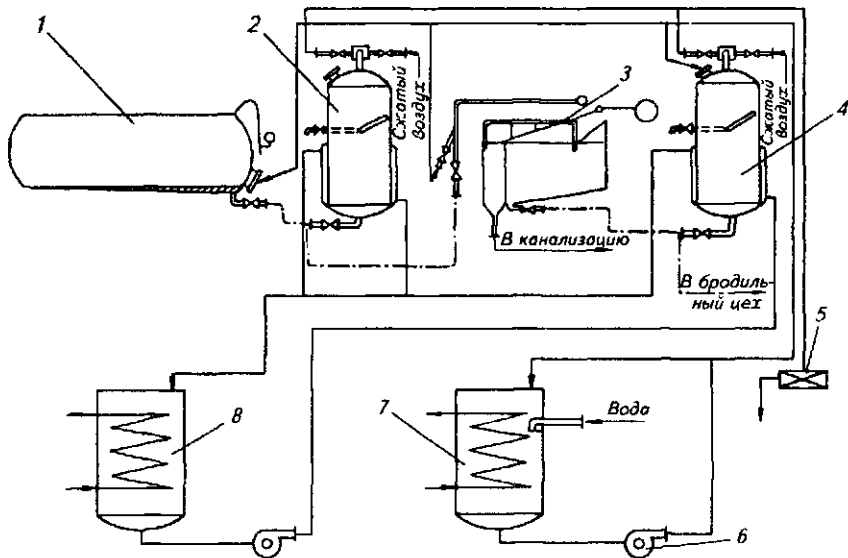 1
2
3
4
5
6
7
8
Сжатый
воздух
Сжатый
воздух
В канализацию
В бродиль-
ный цех
Вода